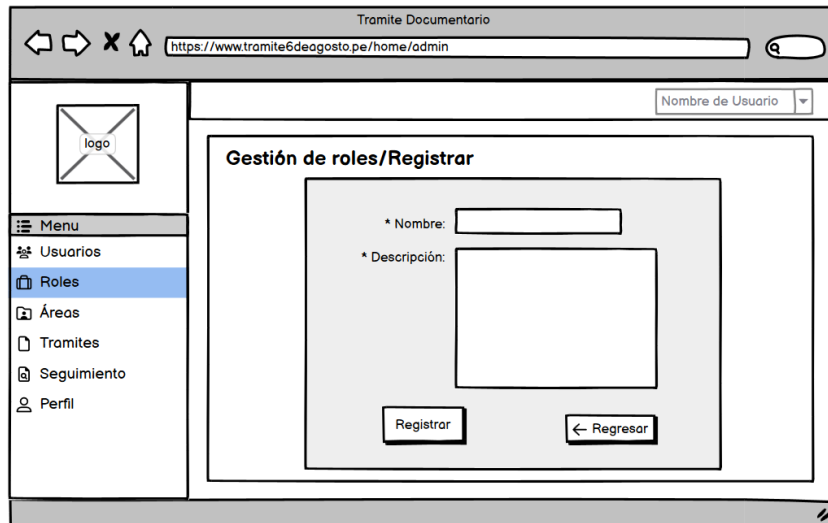 Tramite Documentario
https://www.tramite6deagosto.pe/home/admin
Nombre de Usuario
logo
Menu
Usuarios
Roles
Áreas
Tramites
Seguimiento
Perfil
Gestión de roles/Registrar
* Nombre:
* Descripción:
Registrar
Regresar